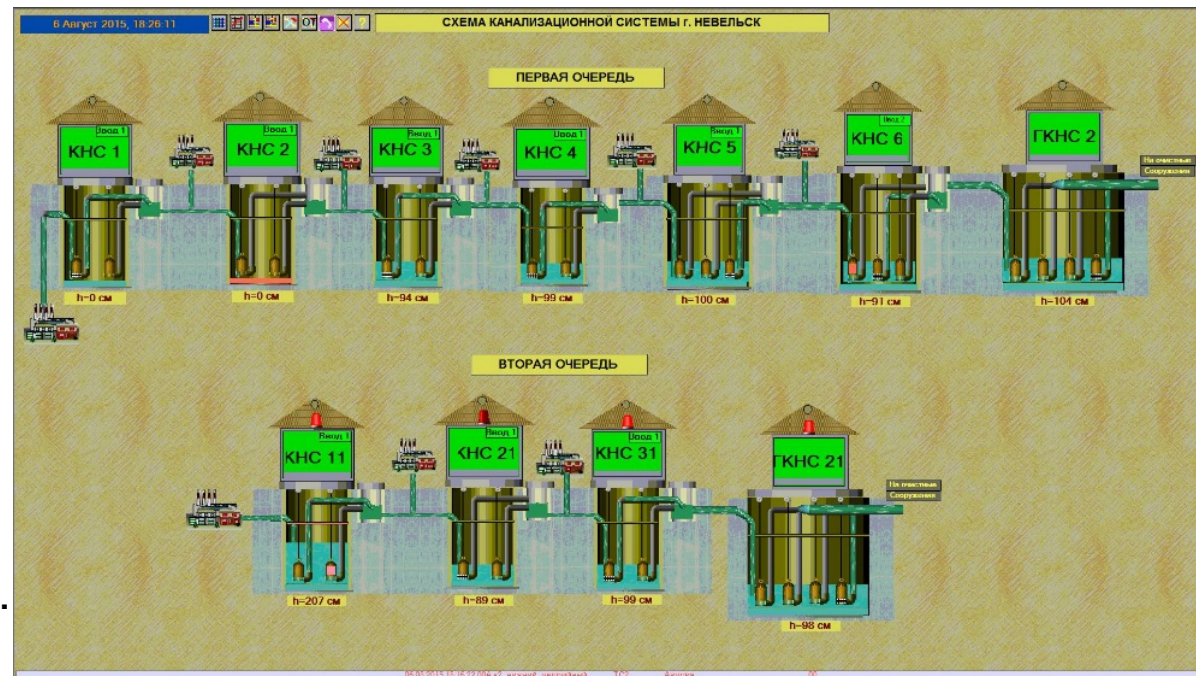 6 Август 2015, 18:26:11
СХЕМА КАНАЛИЗАЦИОННОЙ СИСТЕМЫ г. НЕВЕЛЬСК
ПЕРВАЯ ОЧЕРЕДЬ
Ввод 1 Ввод 1 Ввод 1 Ввод 1 Ввод 1 Ввод 2
КНС 1 КНС 2 КНС 3 КНС 4 КНС 5 КНС 6 ГКНС 2
На очистные
Сооружения
h=0 см h=0 см h=94 см h=99 см h=100 см h=91 см h=104 см
ВТОРАЯ ОЧЕРЕДЬ
Ввод 1 Ввод 1 Ввод 1
КНС 11 КНС 21 КНС 31 ГКНС 21
На очистные
Сооружения
h=207 см h=89 см h=99 см
h=98 см